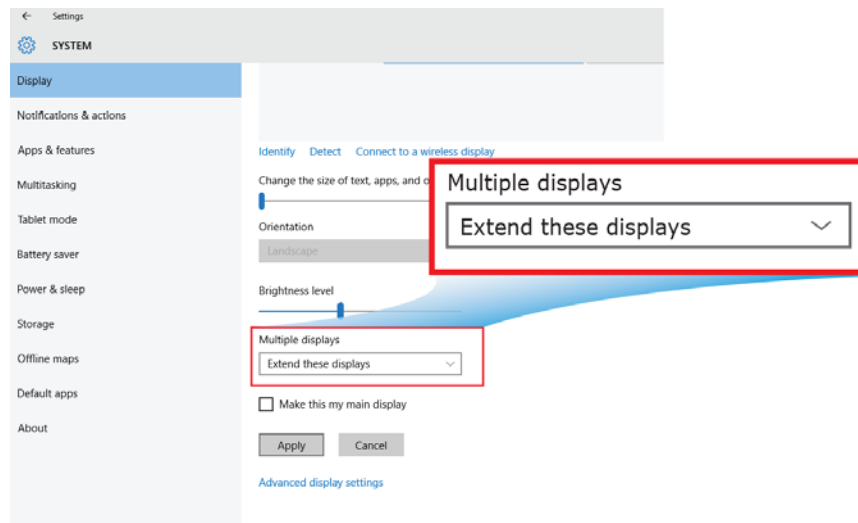 Settings
SYSTEM
Display
Notifications & actions
Apps & features
Multitasking
Tablet mode
Battery saver
Power & sleep
Storage
Offline maps
Default apps
About
Identify Detect Connect to a wireless display
Change the size of text, apps, and o
Orientation
Landscape
Brightness level
Multiple displays
Extend these displays
Make this my main display
Apply Cancel
Advanced display settings
Multiple displays
Extend these displays